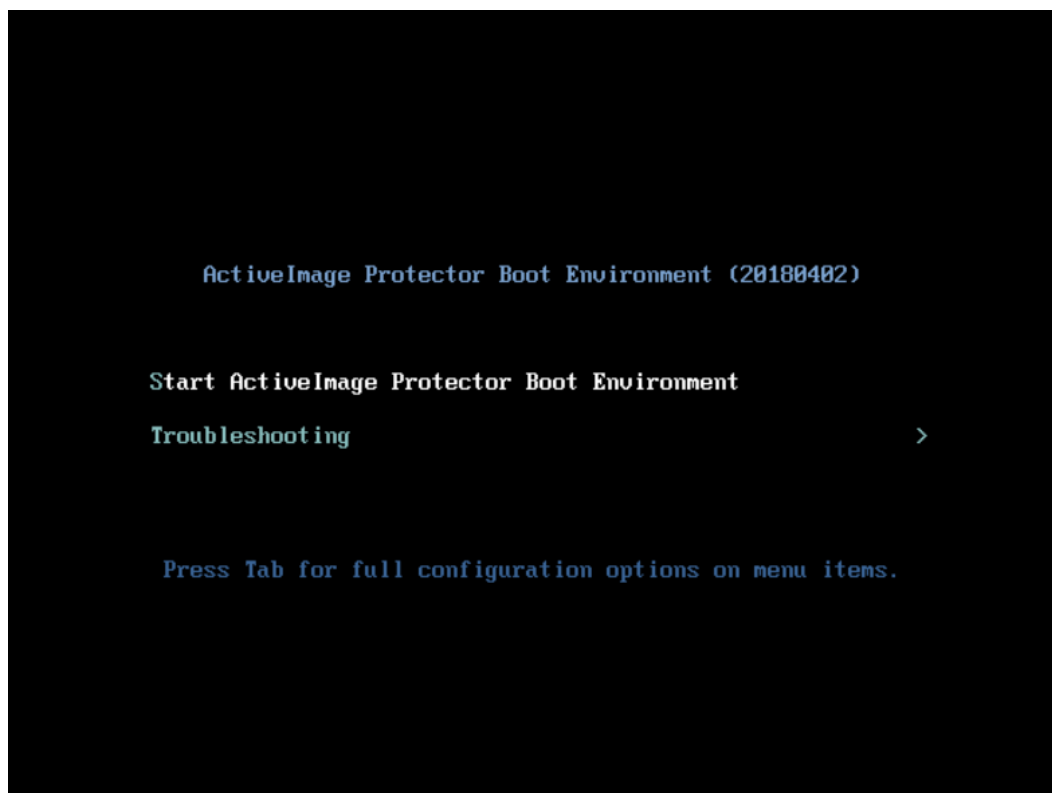 ActiveImage Protector Boot Environment (20180402)
Start ActiveImage Protector Boot Environment
Troubleshooting >
Press Tab for full configuration options on menu items.